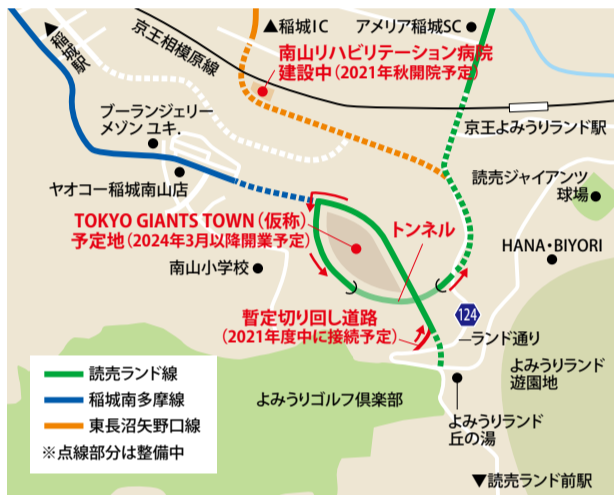 ▲稲城IC
アメリア稲城SC
▲稲城駅
京王相模原線
南山リハビリテーション病院
建設中(2021年秋開院予定)
ブーランジェリー
メゾン ユキ.
京王よみうりランド駅
ヤオコー稲城南山店
読売ジャイアンツ
球場
TOKYO GIANTS TOWN(仮称)
予定地(2024年3月以降開業予定)
トンネル
HANA・BIYORI
南山小学校
暫定切り回し道路
(2021年度中に接続予定)
124
ランド通り
読売ランド線
稲城南多摩線
東長沼矢野口線
※点線部分は整備中
よみうりランド
遊園地
よみうりゴルフ倶楽部
よみうりランド
丘の湯
▼読売ランド前駅